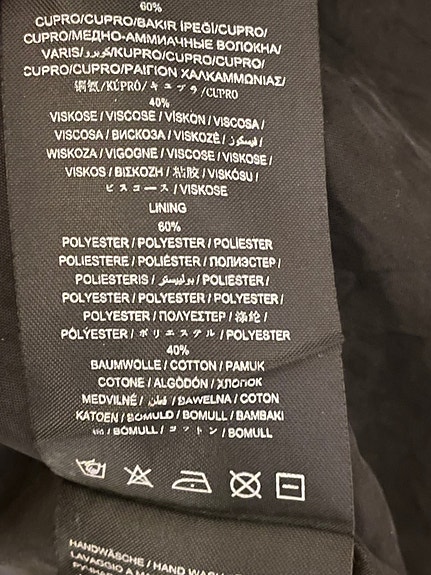 60%
CUPRO/CUPRO/BAKIR İPEĞİ/CUPRO/
CUPRO/МЕДНО-АММИАЧНЫЕ ВОЛОКНА/
VARIS/كوبرو/KUPRO/CUPRO/CUPRO/
CUPRO/CUPRO/ΡΑΙΓΙΟΝ ΧΑΛΚΑΜΜΩΝΙΑΣ/
銅氨/KÚPRÓ/キュプラ/CUPRO
40%
VISKOSE / VISCOSE / VİSKON / VISCOSA /
VISCOSA / ВИСКОЗА / VISKOZĖ / فيسكوز /
WISKOZA / VIGOGNE / VISCOSE / VISKOSE /
VISKOS / ΒΙΣΚΟΖΗ / 粘胶 / VISKÓSU /
ビスコース / VISKOSE
LINING
60%
POLYESTER / POLYESTER / POLİESTER
POLIESTERE / POLIÉSTER / ПОЛИЭСТЕР /
POLIESTERIS / بوليستر / POLIESTER /
POLYESTER / POLYESTER / POLYESTER /
POLYESTER / ΠΟΛΥΕΣΤΕΡ / 涤纶 /
PÓLÝESTER / ポリエステル / POLYESTER
40%
BAUMWOLLE / COTTON / PAMUK
COTONE / ALGODÓN / ХЛОПОК
MEDVILNĖ / قطن / BAWEŁNA / COTON
KATOEN / BOMULD / BOMULL / BAMBAKI
/ BÓMULL / コットン / BOMULL
HANDWÄSCHE / HAND WASH
LAVAGGIO A